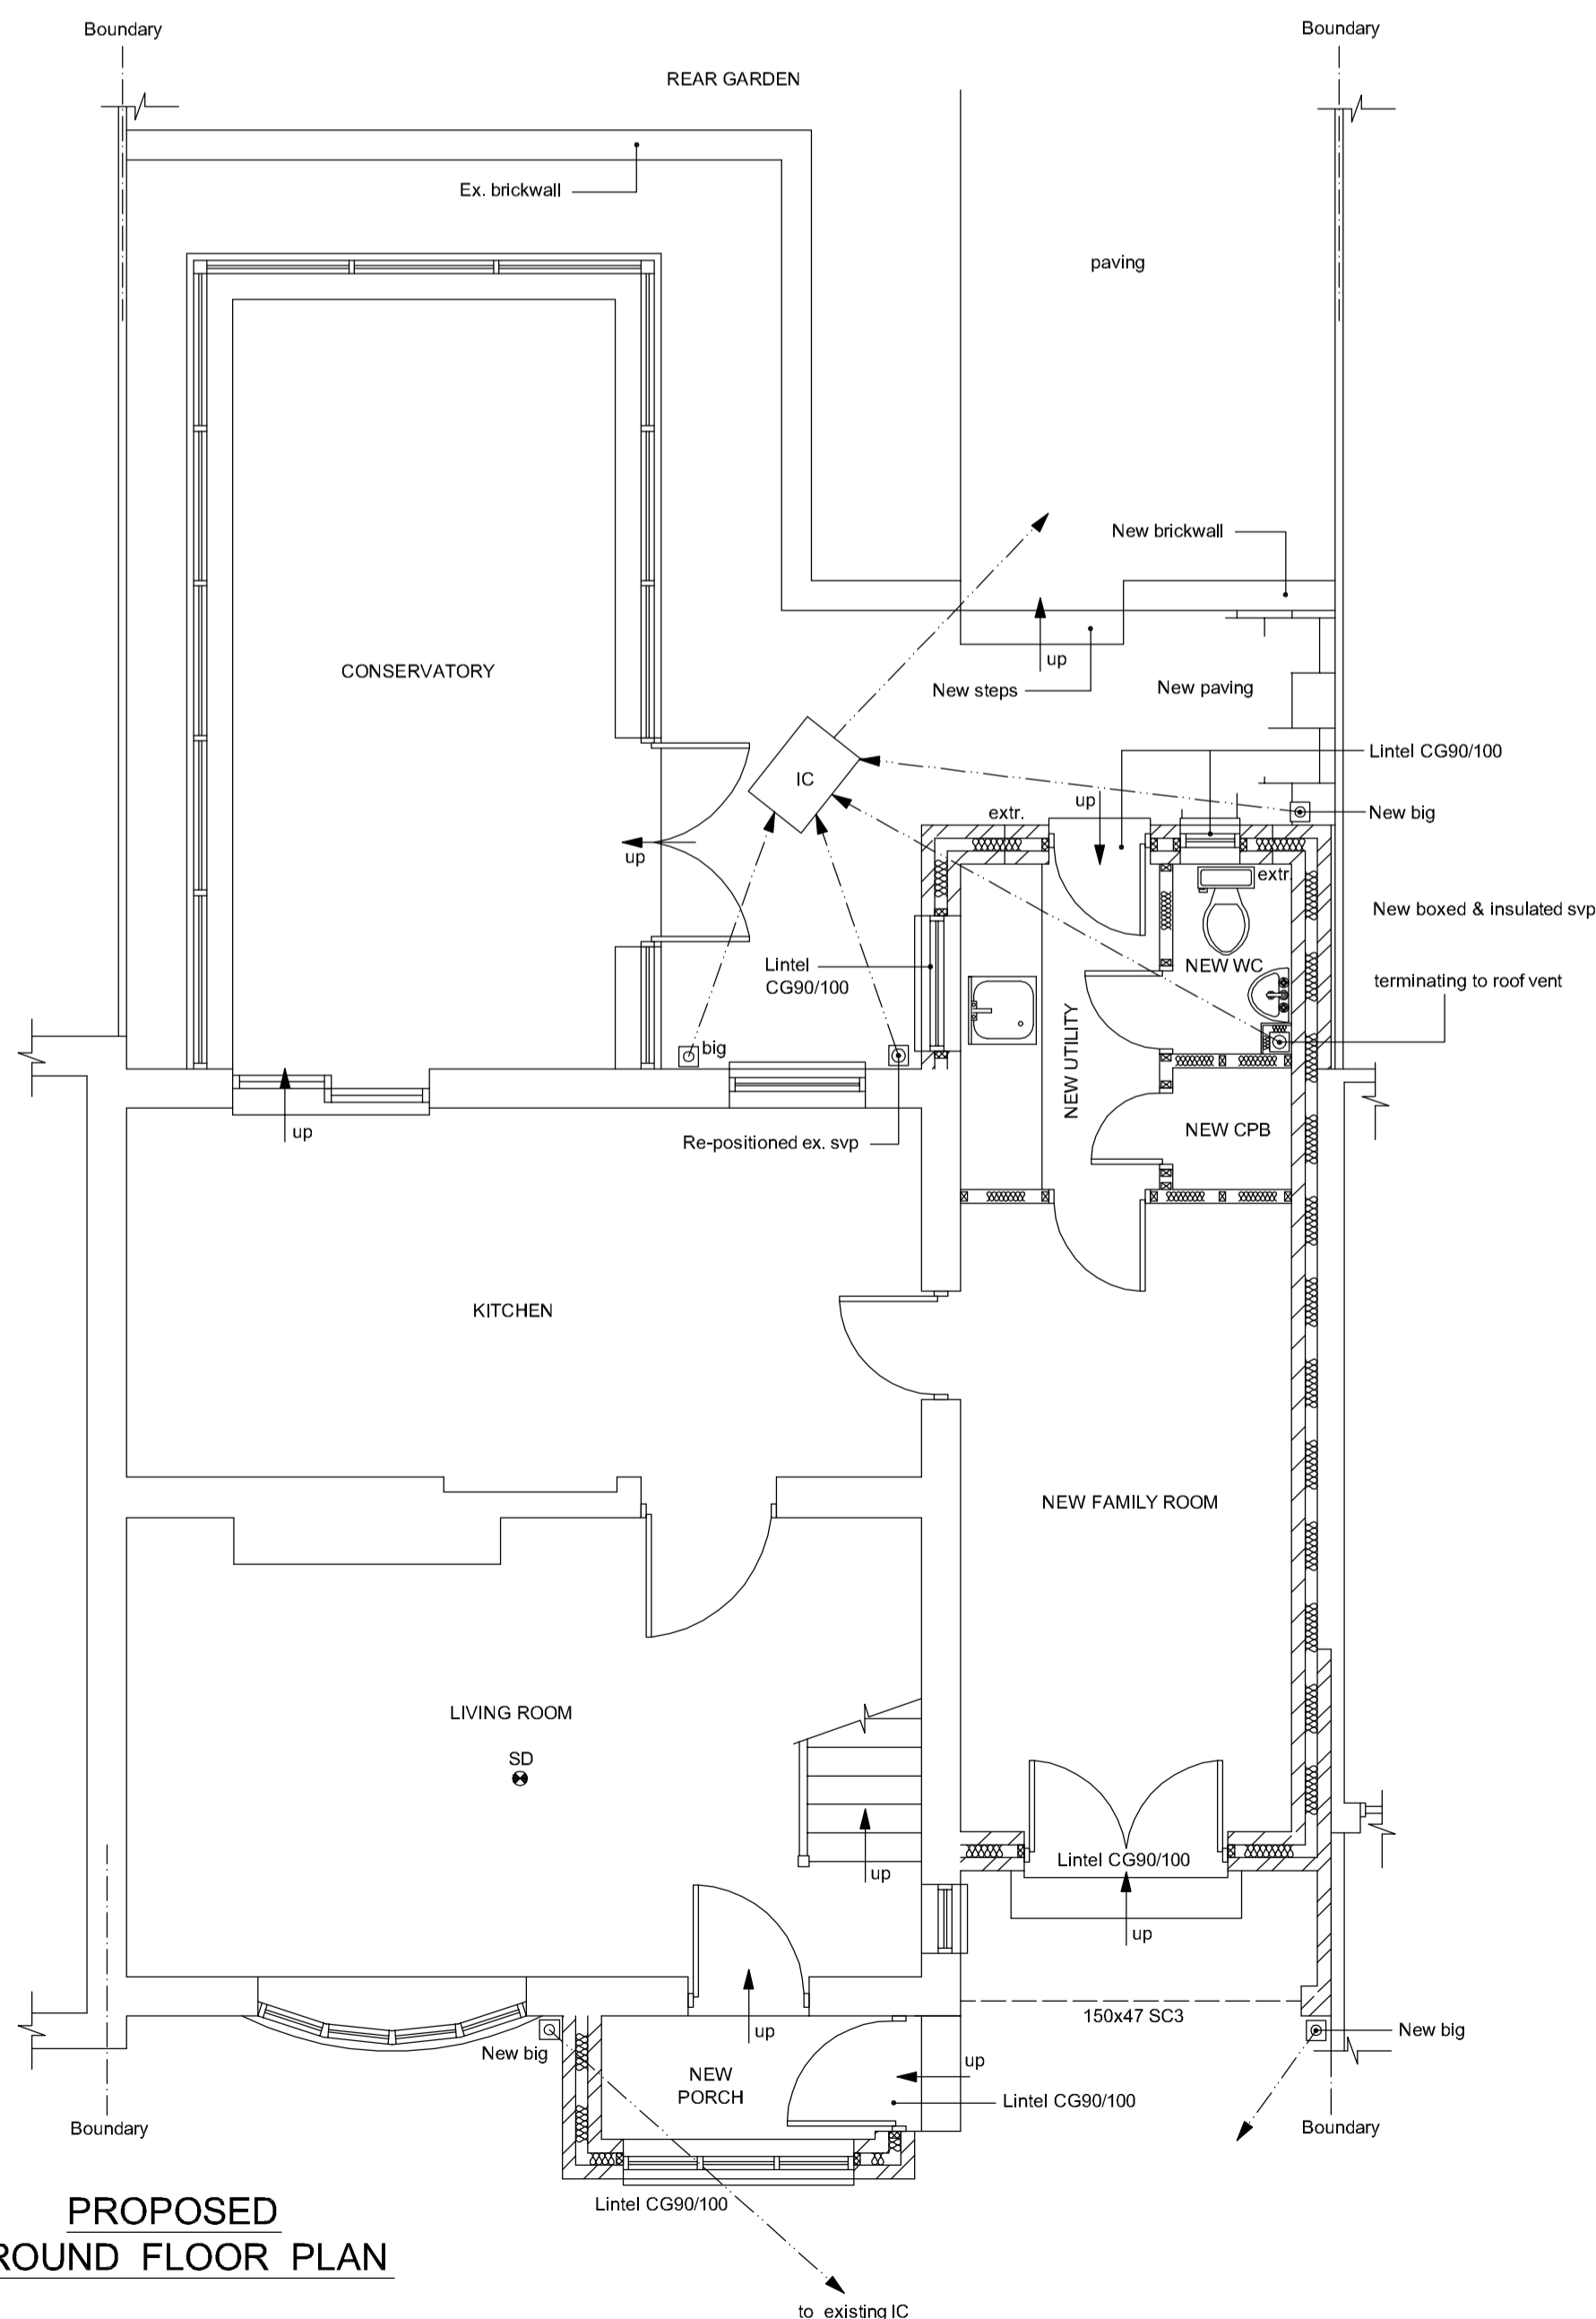 Boundary
Boundary
REAR GARDEN
Ex. brickwall
paving
New brickwall
CONSERVATORY
up
New steps
New paving
IC
Lintel CG90/100
up
extr.
New big
up
extr.
New boxed & insulated svp
Lintel
CG90/100
NEW WC
terminating to roof vent
NEW UTILITY
big
up
Re-positioned ex. svp
NEW CPB
KITCHEN
NEW FAMILY ROOM
LIVING ROOM
SD
Lintel CG90/100
up
up
150x47 SC3
New big
up
New big
up
NEW
PORCH
Lintel CG90/100
Boundary
Boundary
Lintel CG90/100
PROPOSED
ROUND FLOOR PLAN
to existing IC